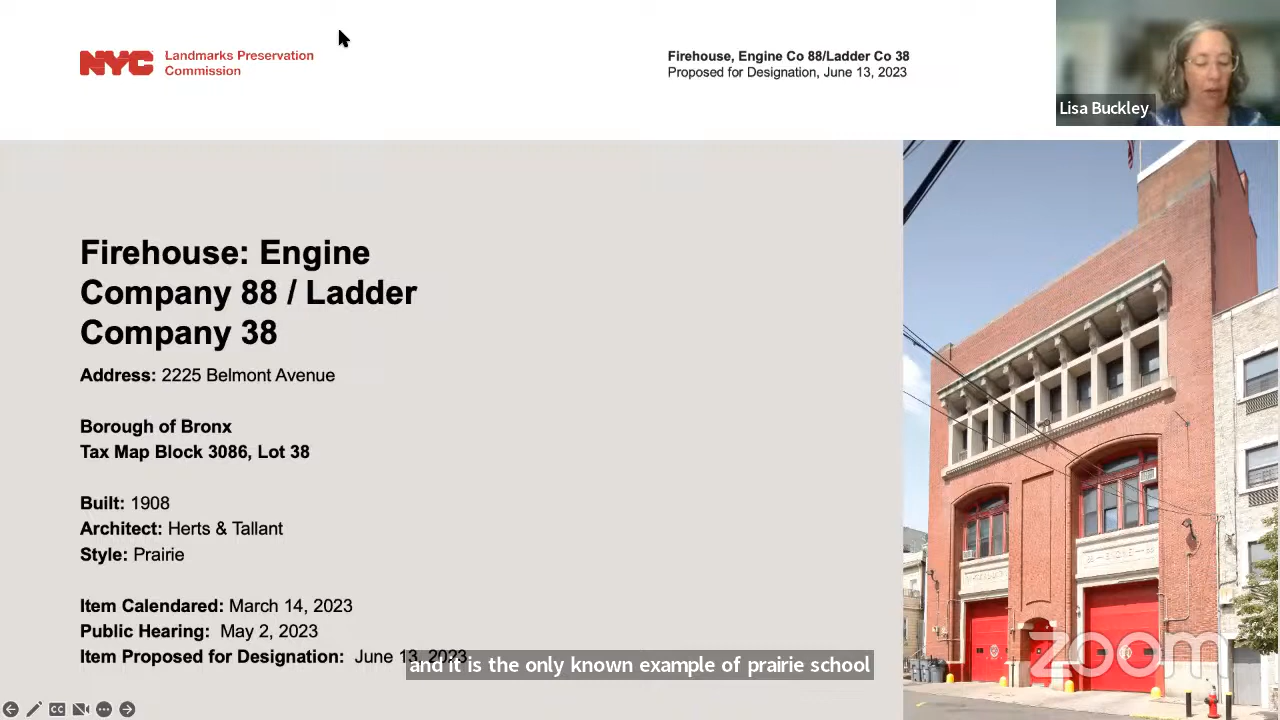 NYC
Landmarks Preservation
Commission
Firehouse, Engine Co 88/Ladder Co 38
Proposed for Designation, June 13, 2023
Lisa Buckley
Firehouse: Engine
Company 88 / Ladder
Company 38
Address: 2225 Belmont Avenue
Borough of Bronx
Tax Map Block 3086, Lot 38
Built: 1908
Architect: Herts & Tallant
Style: Prairie
Item Calendared: March 14, 2023
Public Hearing: May 2, 2023
Item Proposed for Designation: June 13, 2023
and it is the only known example of prairie school
ENGINE
zoom
CC